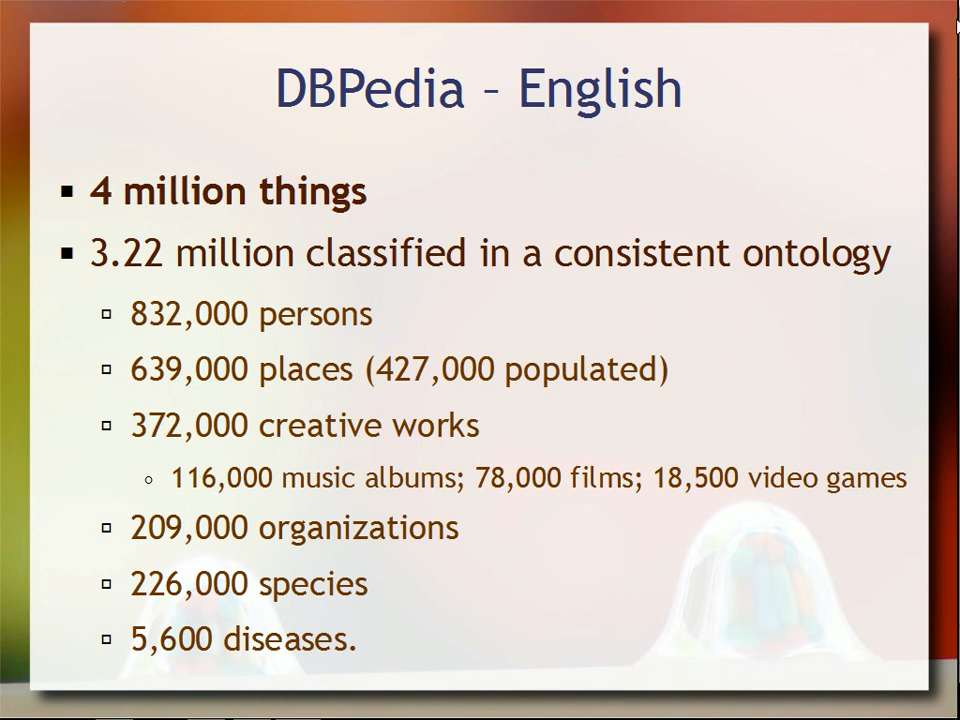 DBPedia – English
▪ 4 million things
▪ 3.22 million classified in a consistent ontology
▫ 832,000 persons
▫ 639,000 places (427,000 populated)
▫ 372,000 creative works
◦ 116,000 music albums; 78,000 films; 18,500 video games
▫ 209,000 organizations
▫ 226,000 species
▫ 5,600 diseases.